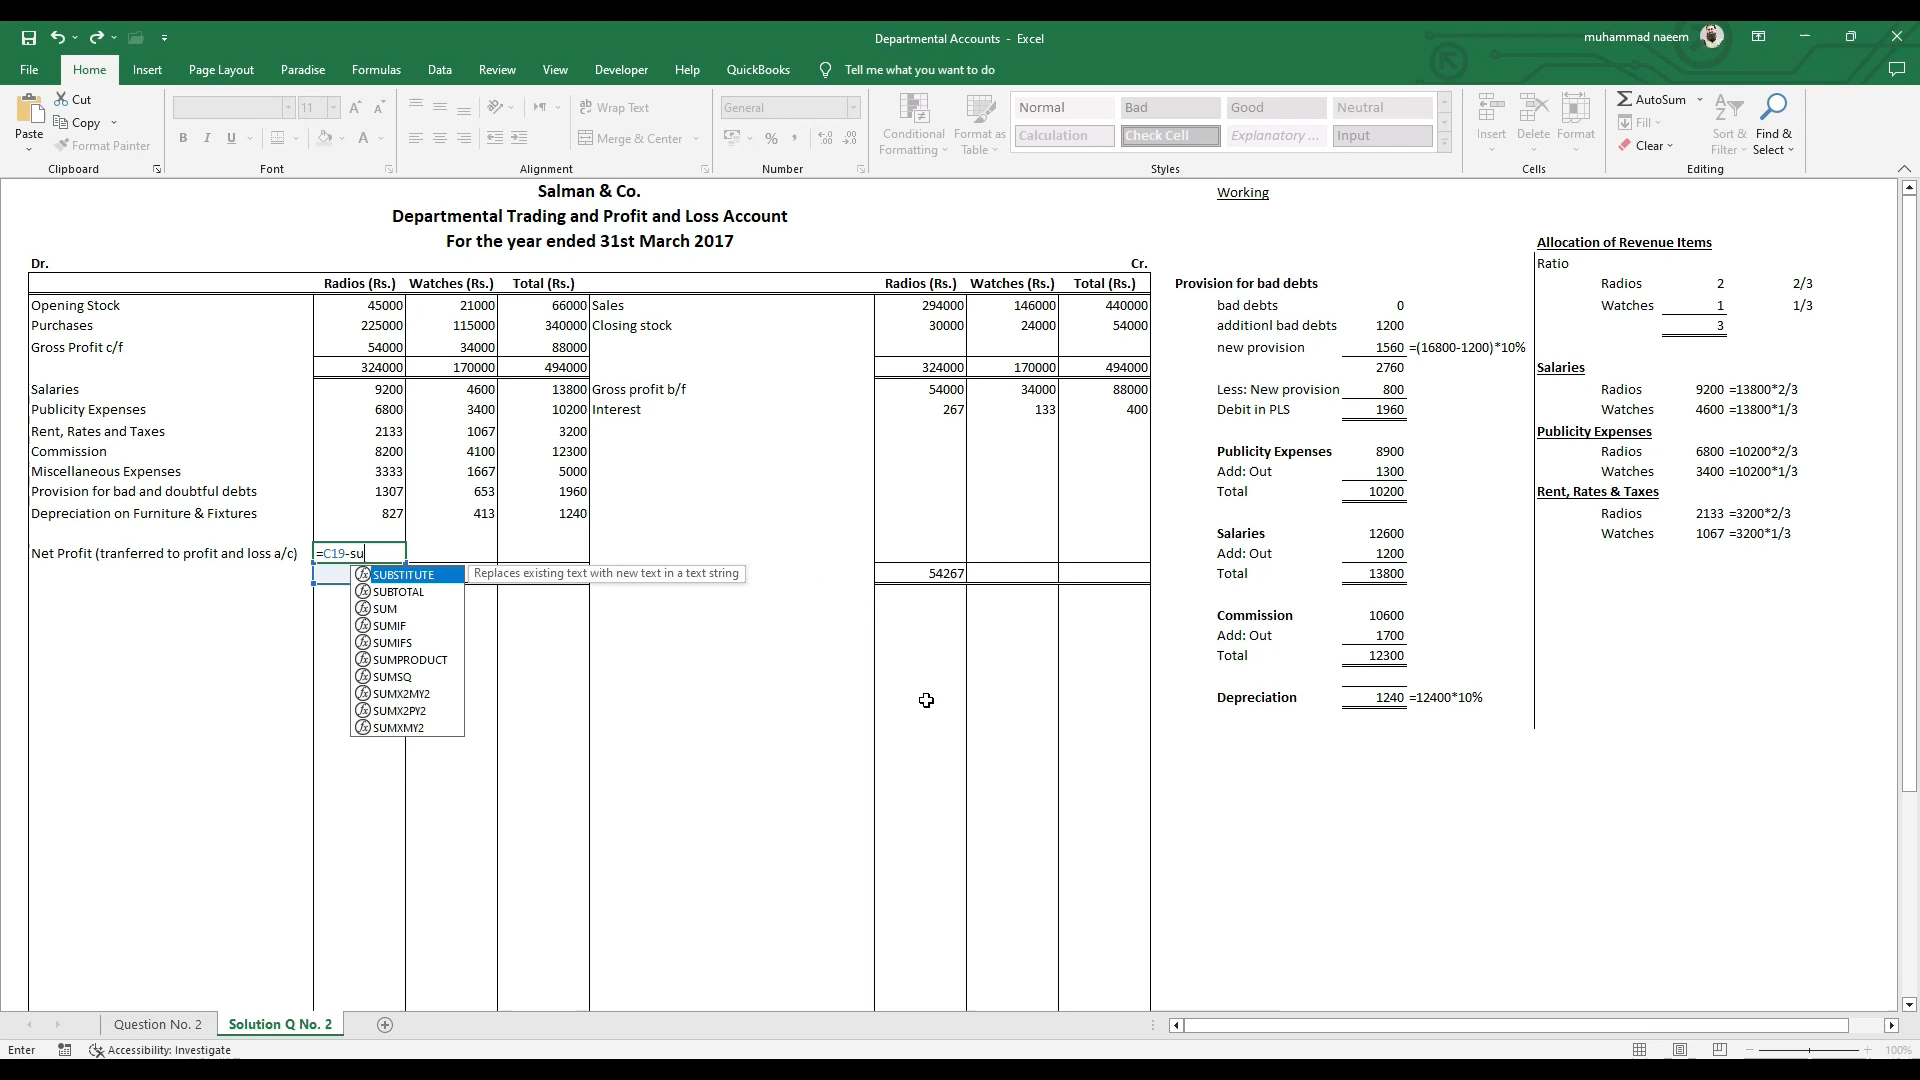 Departmental Accounts - Excel
muhammad naeem
File Home Insert Page Layout Paradise Formulas Data Review View Developer Help QuickBooks Tell me what you want to do
Paste
Cut
Copy
Format Painter
Clipboard
11
B I U
Font
Wrap Text
Merge & Center
Alignment
General
Number
Conditional Formatting
Format as Table
Normal Bad Good Neutral
Calculation Check Cell Explanatory ... Input
Styles
Insert Delete Format
Cells
AutoSum
Fill
Clear
Sort & Filter
Find & Select
Editing
Salman & Co.
Departmental Trading and Profit and Loss Account
For the year ended 31st March 2017
Dr. Cr.
Radios (Rs.) Watches (Rs.) Total (Rs.) Radios (Rs.) Watches (Rs.) Total (Rs.)
Opening Stock 45000 21000 66000 Sales 294000 146000 440000
Purchases 225000 115000 340000 Closing stock 30000 24000 54000
Gross Profit c/f 54000 34000 88000
324000 170000 494000 324000 170000 494000
Salaries 9200 4600 13800 Gross profit b/f 54000 34000 88000
Publicity Expenses 6800 3400 10200 Interest 267 133 400
Rent, Rates and Taxes 2133 1067 3200
Commission 8200 4100 12300
Miscellaneous Expenses 3333 1667 5000
Provision for bad and doubtful debts 1307 653 1960
Depreciation on Furniture & Fixtures 827 413 1240
Net Profit (tranferred to profit and loss a/c) =C19-su
54267
SUBSTITUTE Replaces existing text with new text in a text string
SUBTOTAL
SUM
SUMIF
SUMIFS
SUMPRODUCT
SUMSQ
SUMX2MY2
SUMX2PY2
SUMXMY2
Working
Provision for bad debts
bad debts 0
additionl bad debts 1200
new provision 1560 =(16800-1200)*10%
2760
Less: New provision 800
Debit in PLS 1960
Publicity Expenses 8900
Add: Out 1300
Total 10200
Salaries 12600
Add: Out 1200
Total 13800
Commission 10600
Add: Out 1700
Total 12300
Depreciation 1240 =12400*10%
Allocation of Revenue Items
Ratio
Radios 2 2/3
Watches 1 1/3
3
Salaries
Radios 9200 =13800*2/3
Watches 4600 =13800*1/3
Publicity Expenses
Radios 6800 =10200*2/3
Watches 3400 =10200*1/3
Rent, Rates & Taxes
Radios 2133 =3200*2/3
Watches 1067 =3200*1/3
Question No. 2 Solution Q No. 2
Enter Accessibility: Investigate 100%